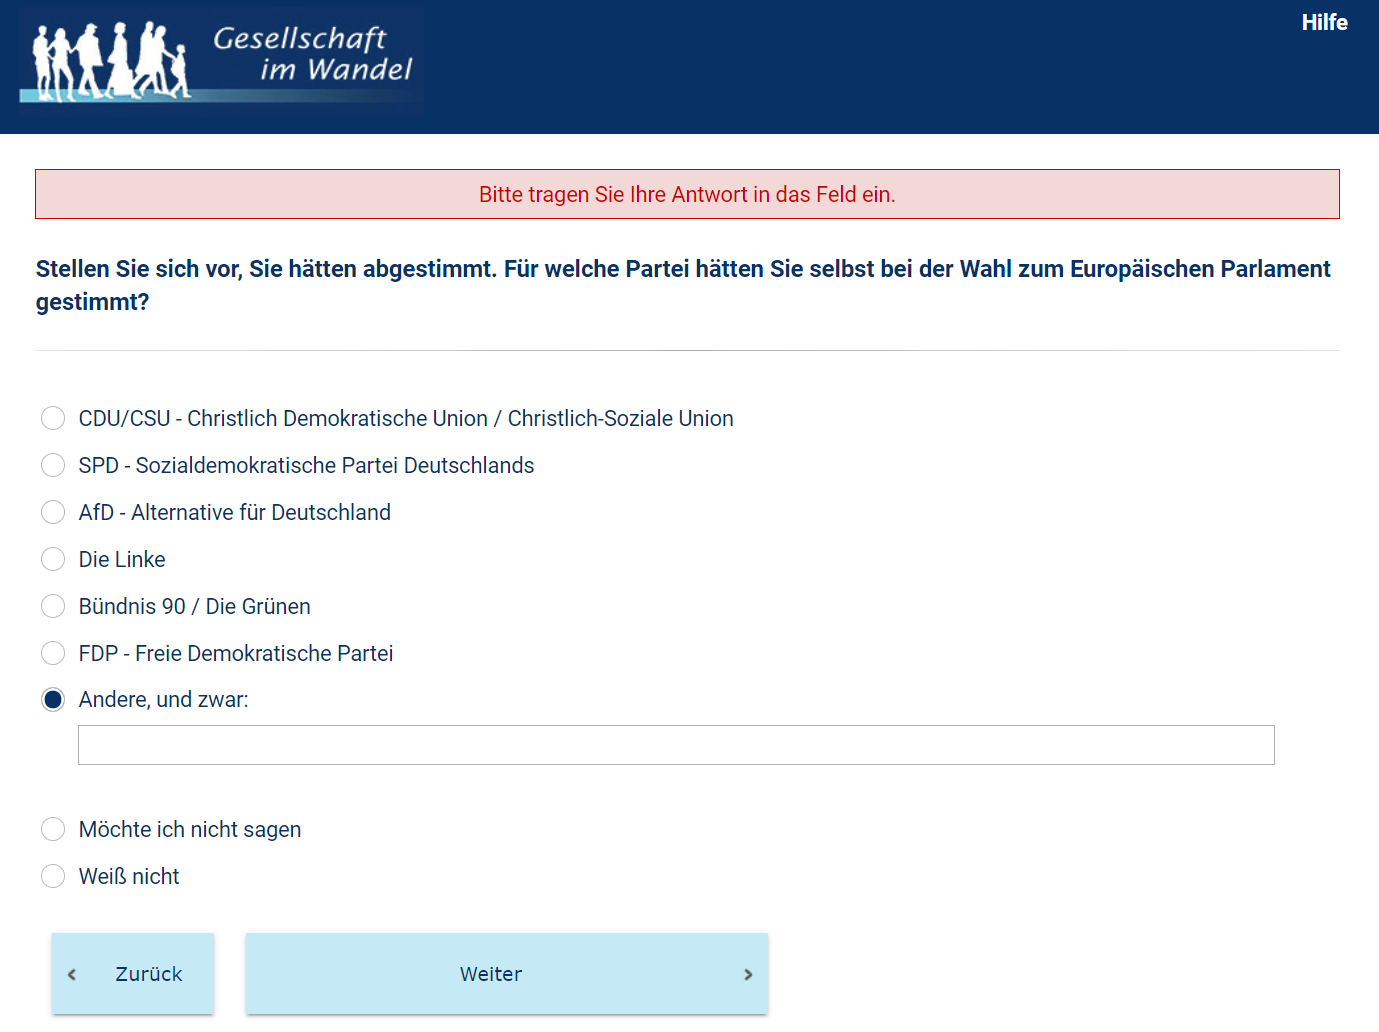 Gesellschaft
im Wandel
Hilfe
Bitte tragen Sie Ihre Antwort in das Feld ein.
Stellen Sie sich vor, Sie hätten abgestimmt. Für welche Partei hätten Sie selbst bei der Wahl zum Europäischen Parlament
gestimmt?
CDU/CSU - Christlich Demokratische Union / Christlich-Soziale Union
SPD - Sozialdemokratische Partei Deutschlands
AfD - Alternative für Deutschland
Die Linke
Bündnis 90 / Die Grünen
FDP - Freie Demokratische Partei
Andere, und zwar:
Möchte ich nicht sagen
Weiß nicht
Zurück
Weiter